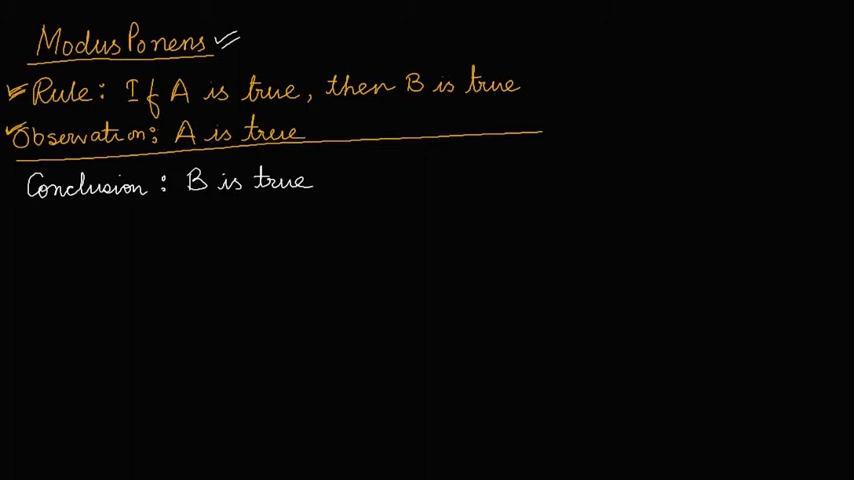 Modus Ponens
Rule: If A is true, then B is true
Observation: A is true
Conclusion: B is true